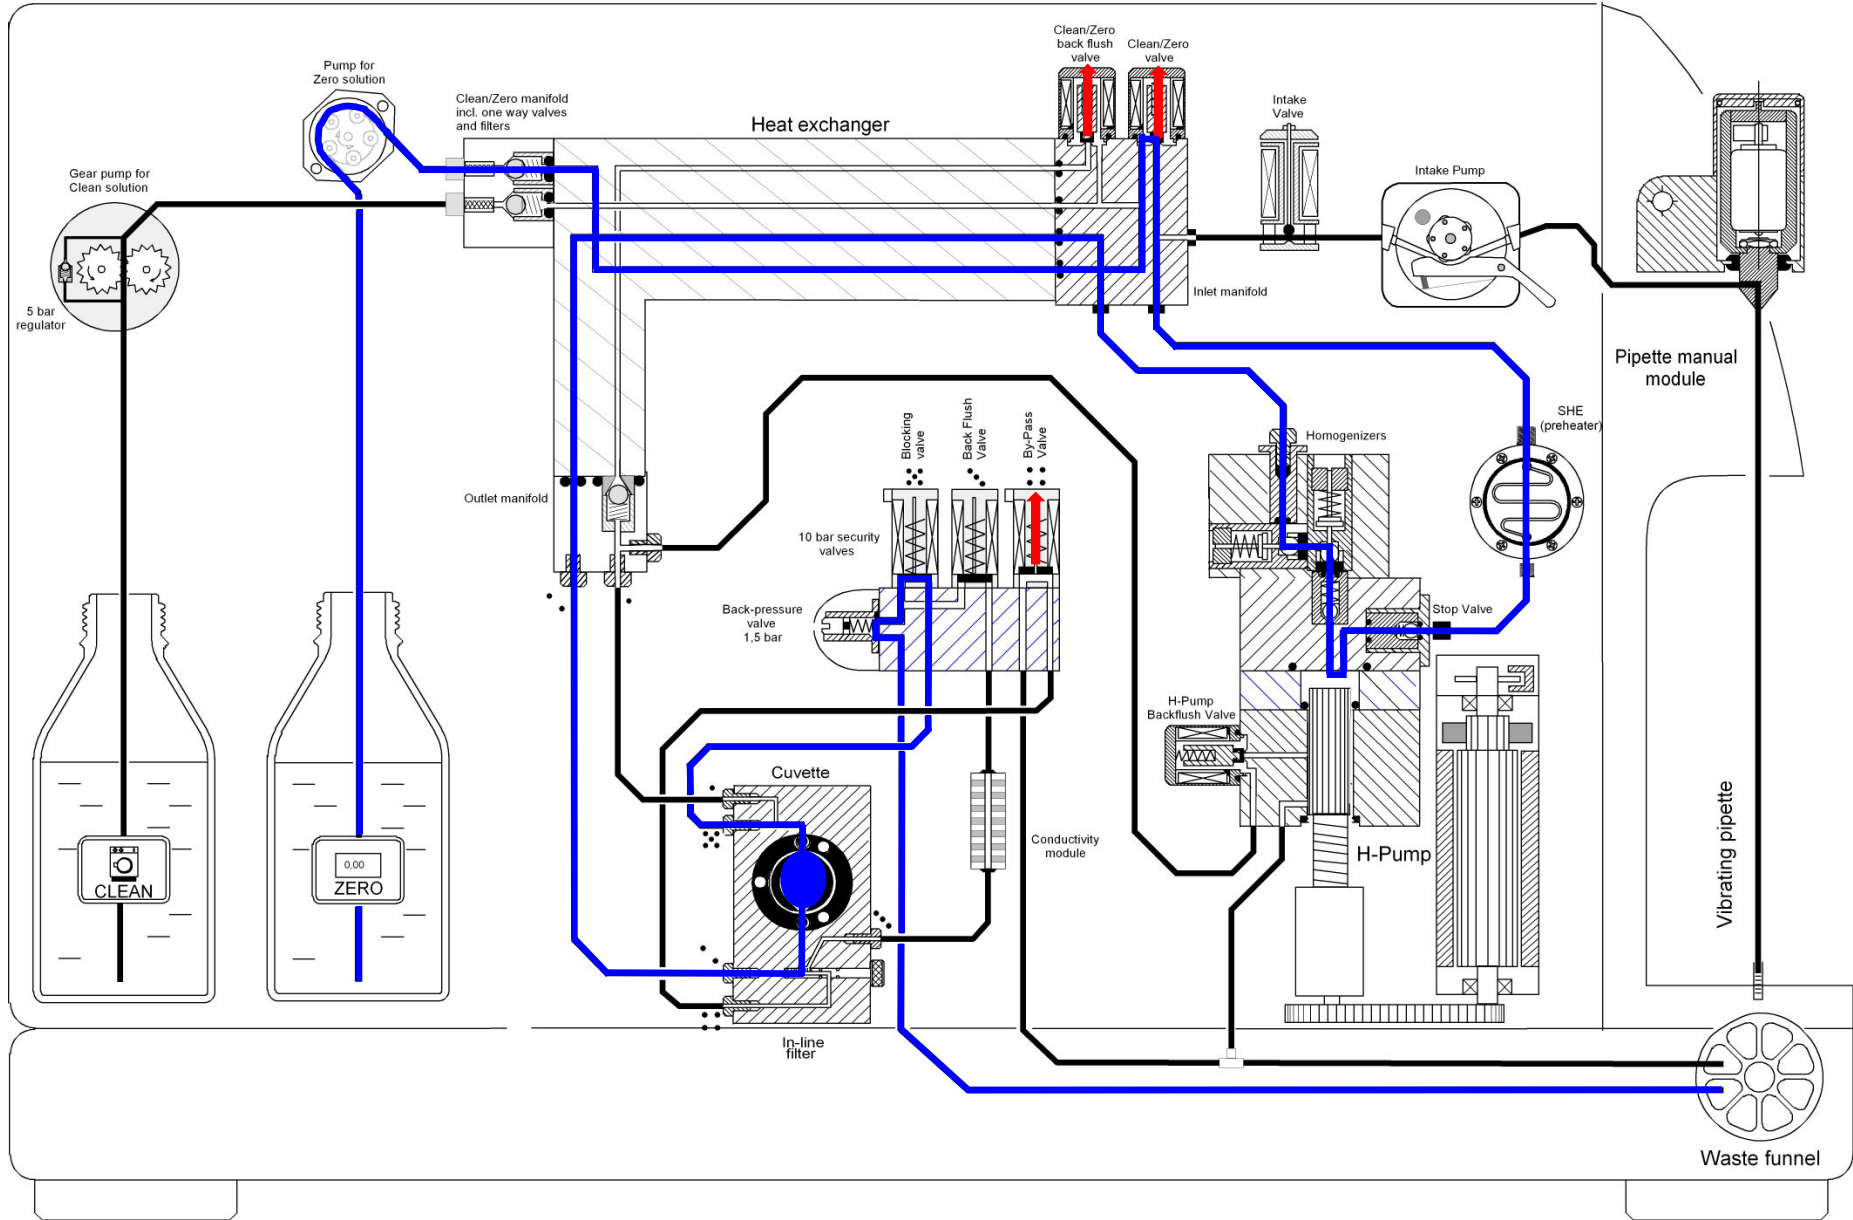 Clean/Zero
back flush
valve
Clean/Zero
valve
Pump for
Zero solution
Clean/Zero manifold
incl. one way valves
and filters
Heat exchanger
Intake
Valve
Gear pump for
Clean solution
Intake Pump
5 bar
regulator
Inlet manifold
Pipette manual
module
SHE
(preheater)
Blocking
valve
Back Flush
Valve
By-Pass
Valve
Homogenizers
Outlet manifold
10 bar security
valves
Back-pressure
valve
1,5 bar
Stop Valve
H-Pump
Backflush Valve
Cuvette
Conductivity
module
H-Pump
Vibrating pipette
CLEAN
0,00
ZERO
In-line
filter
Waste funnel